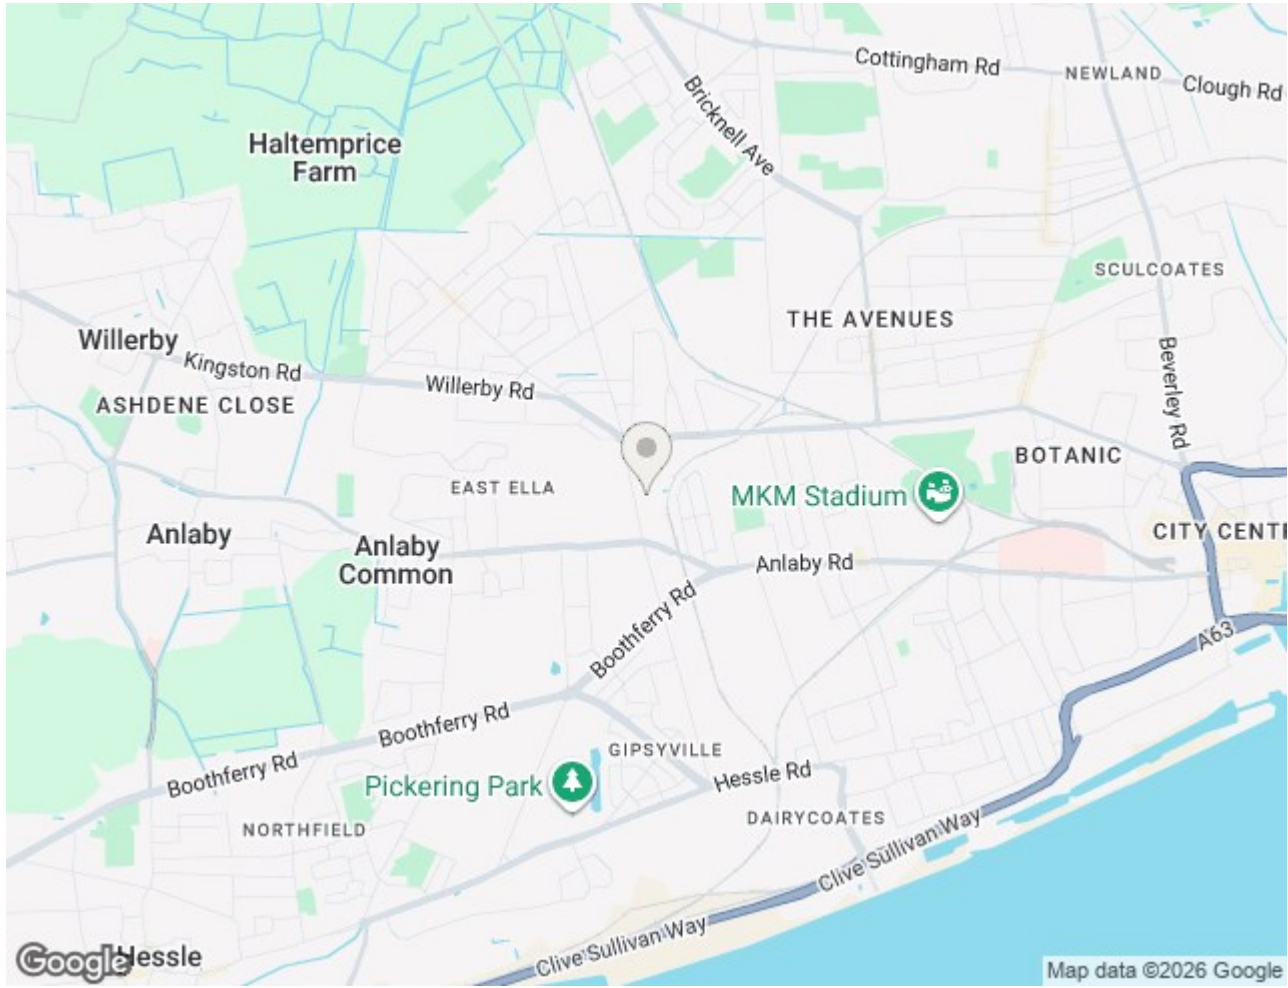 Cottingham Rd
NEWLAND
Clough Rd
Bricknell Ave
Haltemprice
Farm
SCULCOATES
THE AVENUES
Willerby
Kingston Rd
Willerby Rd
Beverley Rd
ASHDENE CLOSE
BOTANIC
EAST ELLA
MKM Stadium
Anlaby
CITY CENTR
Anlaby
Common
Anlaby Rd
Boothferry Rd
A63
Boothferry Rd
Boothferry Rd
GIPSYVILLE
Pickering Park
Hessle Rd
NORTHFIELD
DAIRYCOATES
Clive Sullivan Way
Clive Sullivan Way
Google
Hessle
Map data ©2026 Google